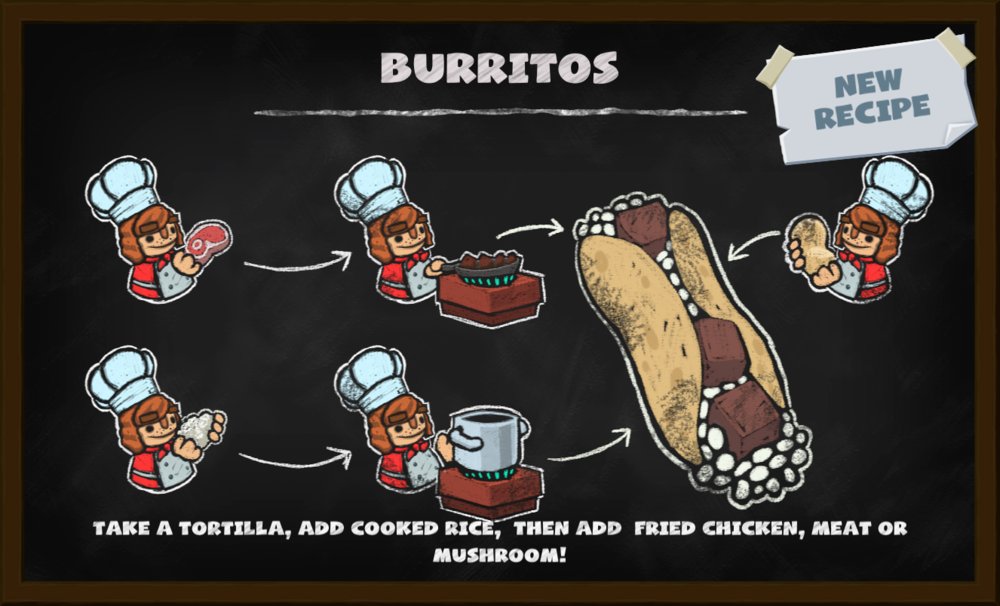 BURRITOS
NEW
RECIPE
TAKE A TORTILLA, ADD COOKED RICE, THEN ADD FRIED CHICKEN, MEAT OR
MUSHROOM!